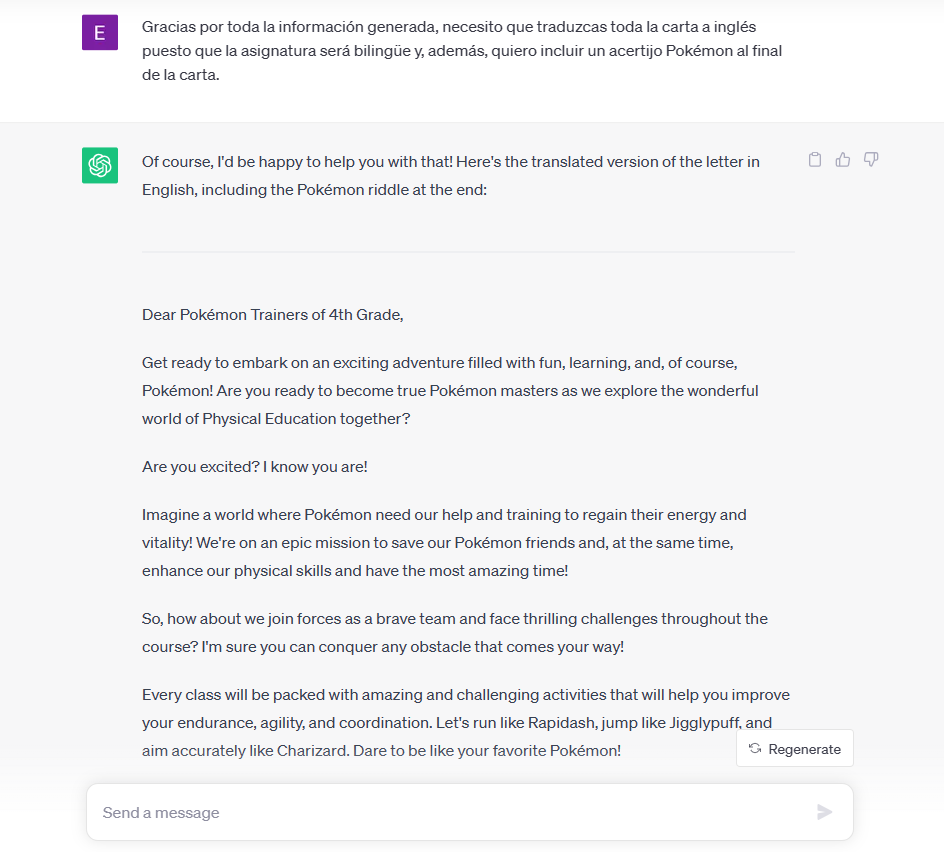 E
Gracias por toda la información generada, necesito que traduzcas toda la carta a inglés
puesto que la asignatura será bilingüe y, además, quiero incluir un acertijo Pokémon al final
de la carta.
Of course, I'd be happy to help you with that! Here's the translated version of the letter in
English, including the Pokémon riddle at the end:
Dear Pokémon Trainers of 4th Grade,
Get ready to embark on an exciting adventure filled with fun, learning, and, of course,
Pokémon! Are you ready to become true Pokémon masters as we explore the wonderful
world of Physical Education together?
Are you excited? I know you are!
Imagine a world where Pokémon need our help and training to regain their energy and
vitality! We're on an epic mission to save our Pokémon friends and, at the same time,
enhance our physical skills and have the most amazing time!
So, how about we join forces as a brave team and face thrilling challenges throughout the
course? I'm sure you can conquer any obstacle that comes your way!
Every class will be packed with amazing and challenging activities that will help you improve
your endurance, agility, and coordination. Let's run like Rapidash, jump like Jigglypuff, and
aim accurately like Charizard. Dare to be like your favorite Pokémon!
Regenerate
Send a message